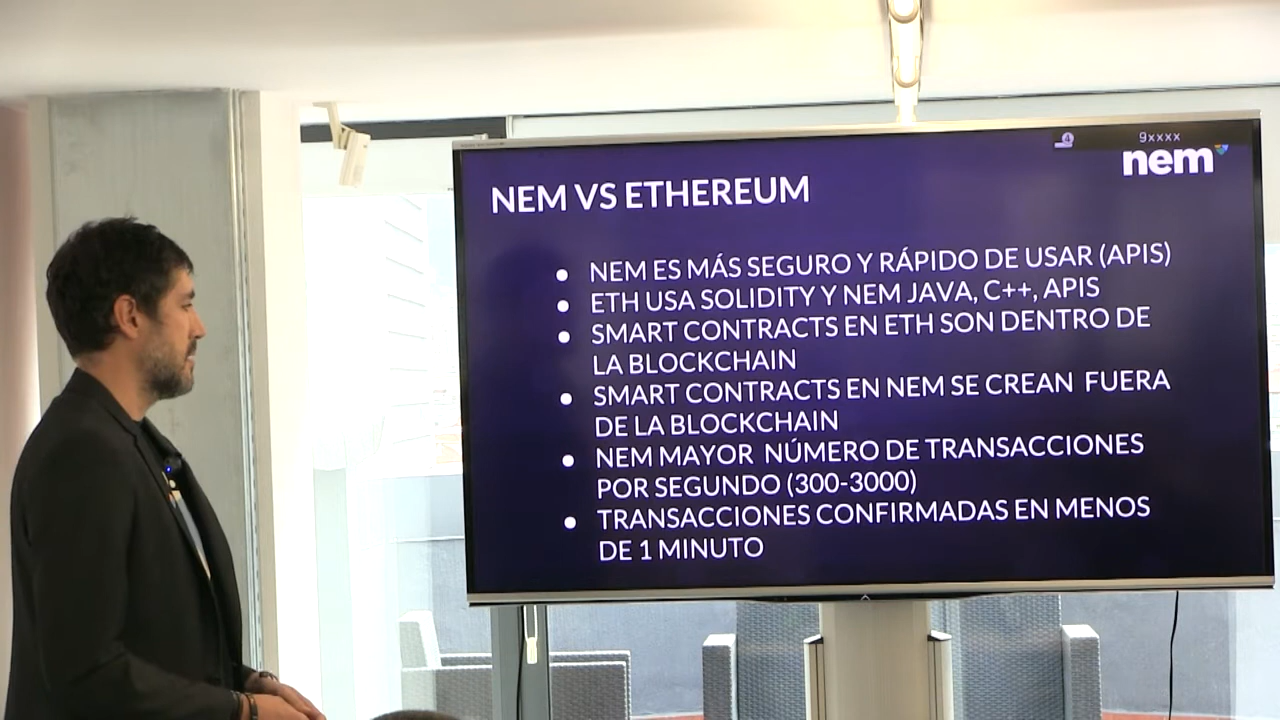 9xxxx
nem
NEM VS ETHEREUM
NEM ES MÁS SEGURO Y RÁPIDO DE USAR (APIS)
ETH USA SOLIDITY Y NEM JAVA, C++, APIS
SMART CONTRACTS EN ETH SON DENTRO DE
LA BLOCKCHAIN
SMART CONTRACTS EN NEM SE CREAN FUERA
DE LA BLOCKCHAIN
NEM MAYOR NÚMERO DE TRANSACCIONES
POR SEGUNDO (300-3000)
TRANSACCIONES CONFIRMADAS EN MENOS
DE 1 MINUTO